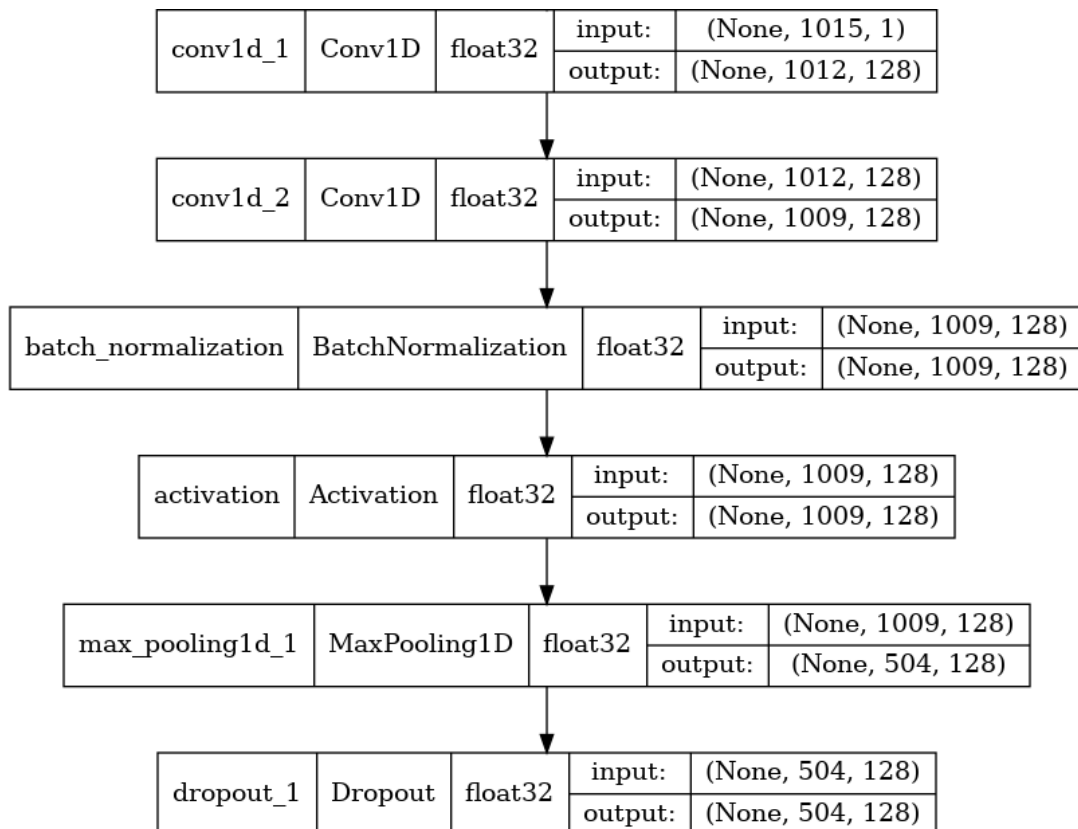 conv1d_1 Conv1D float32 input: (None, 1015, 1)
output: (None, 1012, 128)
conv1d_2 Conv1D float32 input: (None, 1012, 128)
output: (None, 1009, 128)
batch_normalization BatchNormalization float32 input: (None, 1009, 128)
output: (None, 1009, 128)
activation Activation float32 input: (None, 1009, 128)
output: (None, 1009, 128)
max_pooling1d_1 MaxPooling1D float32 input: (None, 1009, 128)
output: (None, 504, 128)
dropout_1 Dropout float32 input: (None, 504, 128)
output: (None, 504, 128)